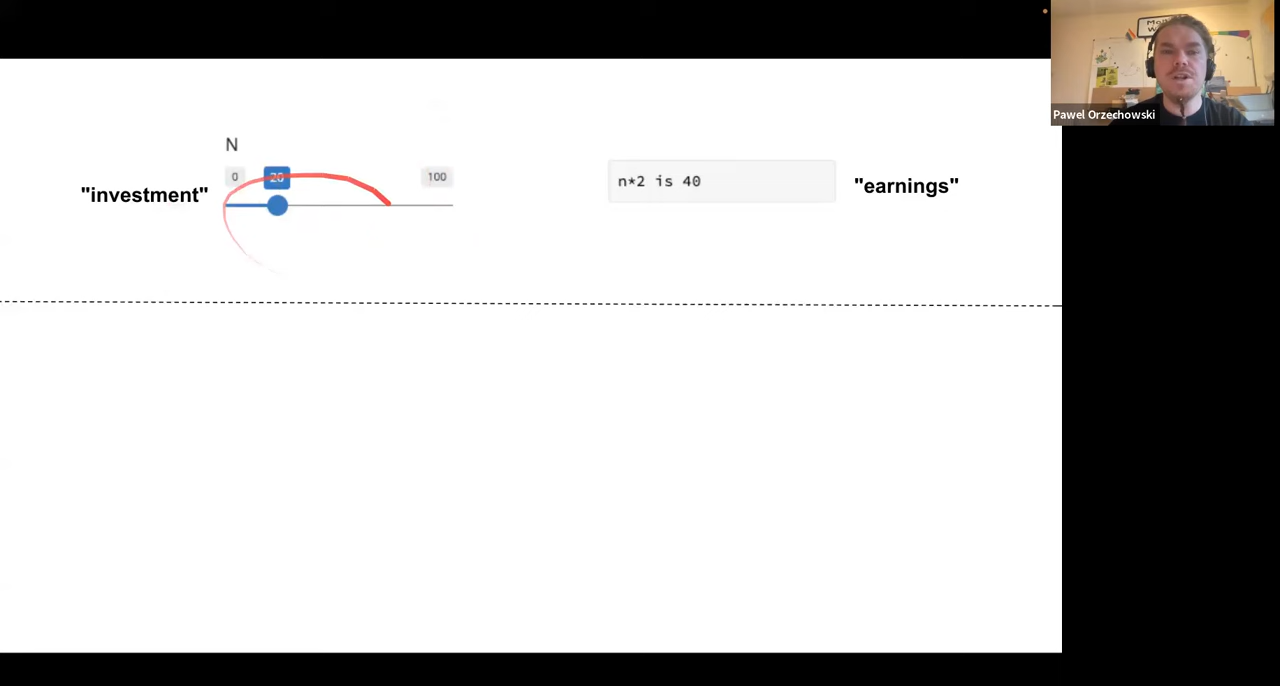 Pawel Orzechowski
N
0 20 100
"investment"
n*2 is 40
"earnings"